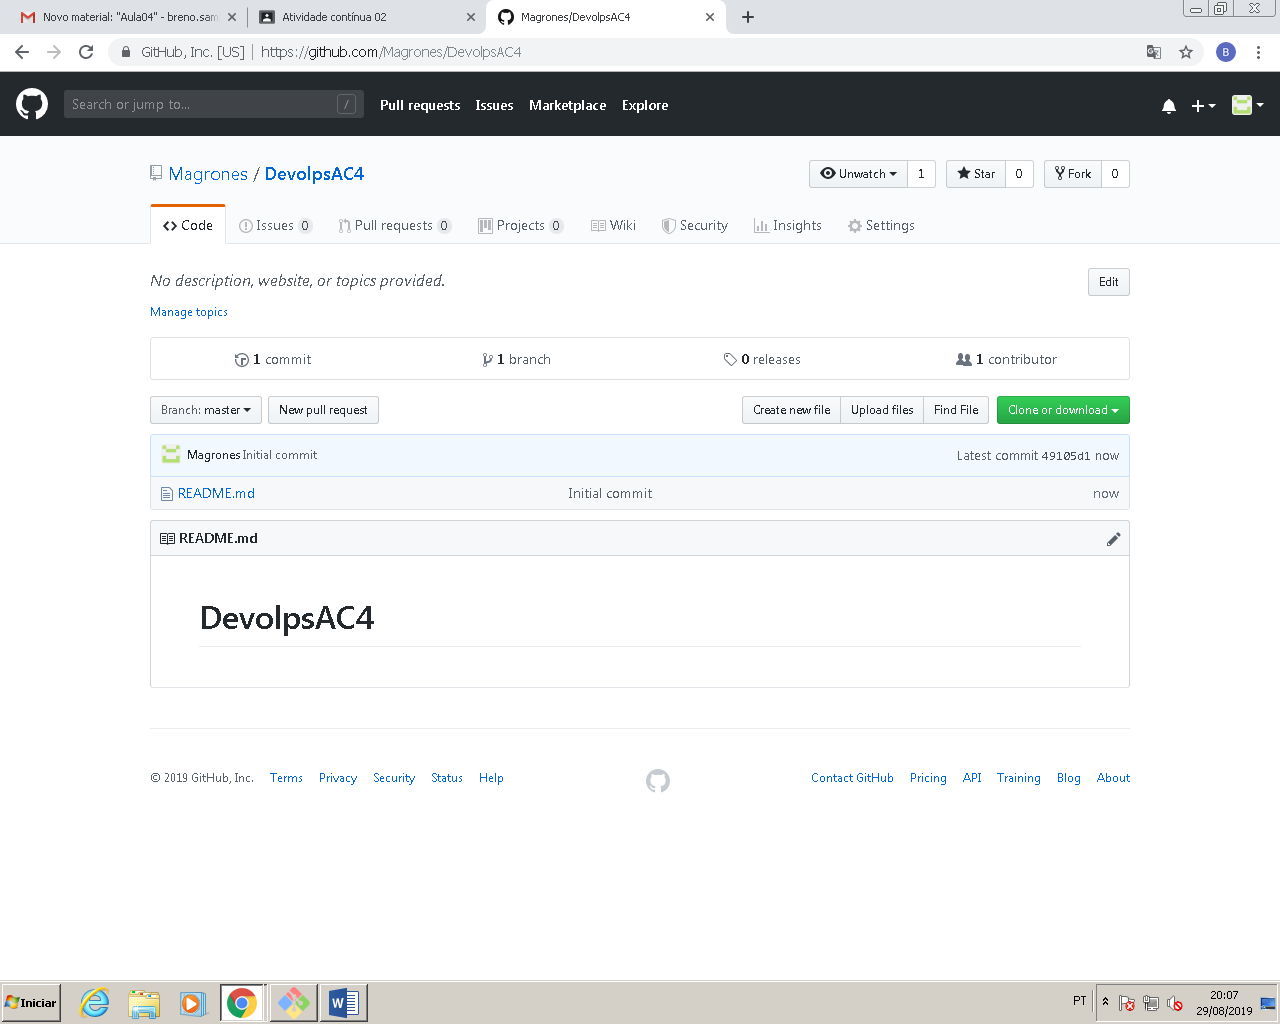 Novo material: "Aula04" - breno.sam
Atividade contínua 02
Magrones/DevolpsAC4
GitHub, Inc. [US] | https://github.com/Magrones/DevolpsAC4
B
Search or jump to...
/
Pull requests
Issues
Marketplace
Explore
Magrones / DevolpsAC4
Unwatch 1
Star 0
Fork 0
Code
Issues 0
Pull requests 0
Projects 0
Wiki
Security
Insights
Settings
No description, website, or topics provided.
Edit
Manage topics
1 commit
1 branch
0 releases
1 contributor
Branch: master
New pull request
Create new file
Upload files
Find File
Clone or download
Magrones Initial commit
Latest commit 49105d1 now
README.md
Initial commit
now
README.md
DevolpsAC4
© 2019 GitHub, Inc.
Terms
Privacy
Security
Status
Help
Contact GitHub
Pricing
API
Training
Blog
About
Iniciar
PT
20:07
29/08/2019